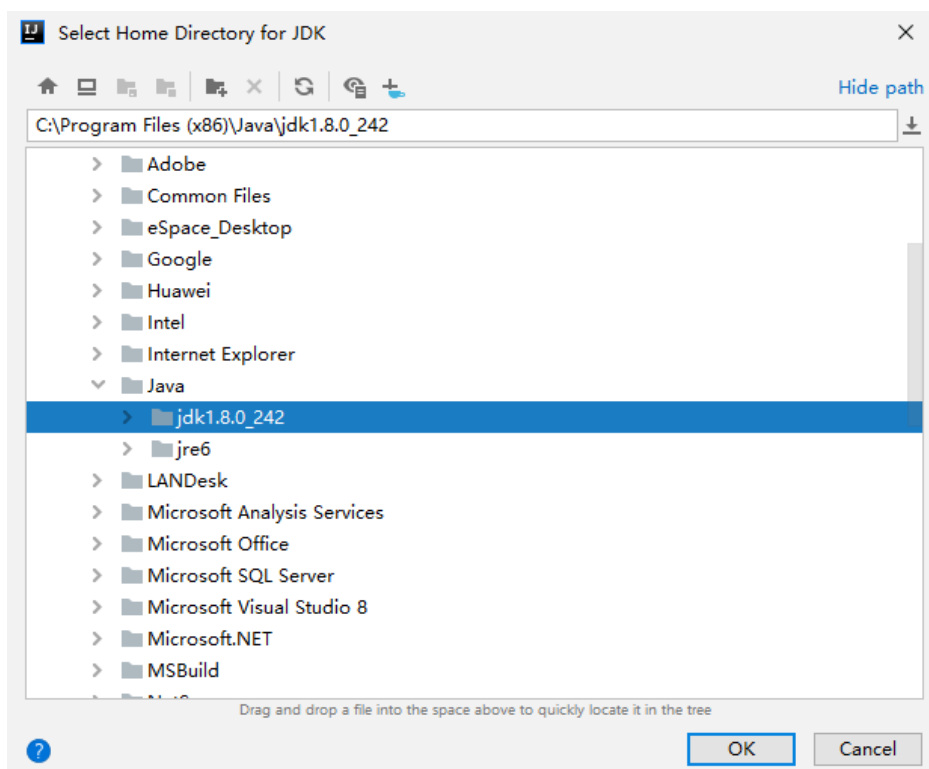 IJ
Select Home Directory for JDK
Hide path
C:\Program Files (x86)\Java\jdk1.8.0_242
Adobe
Common Files
eSpace_Desktop
Google
Huawei
Intel
Internet Explorer
Java
jdk1.8.0_242
jre6
LANDesk
Microsoft Analysis Services
Microsoft Office
Microsoft SQL Server
Microsoft Visual Studio 8
Microsoft.NET
MSBuild
Drag and drop a file into the space above to quickly locate it in the tree
?
OK
Cancel